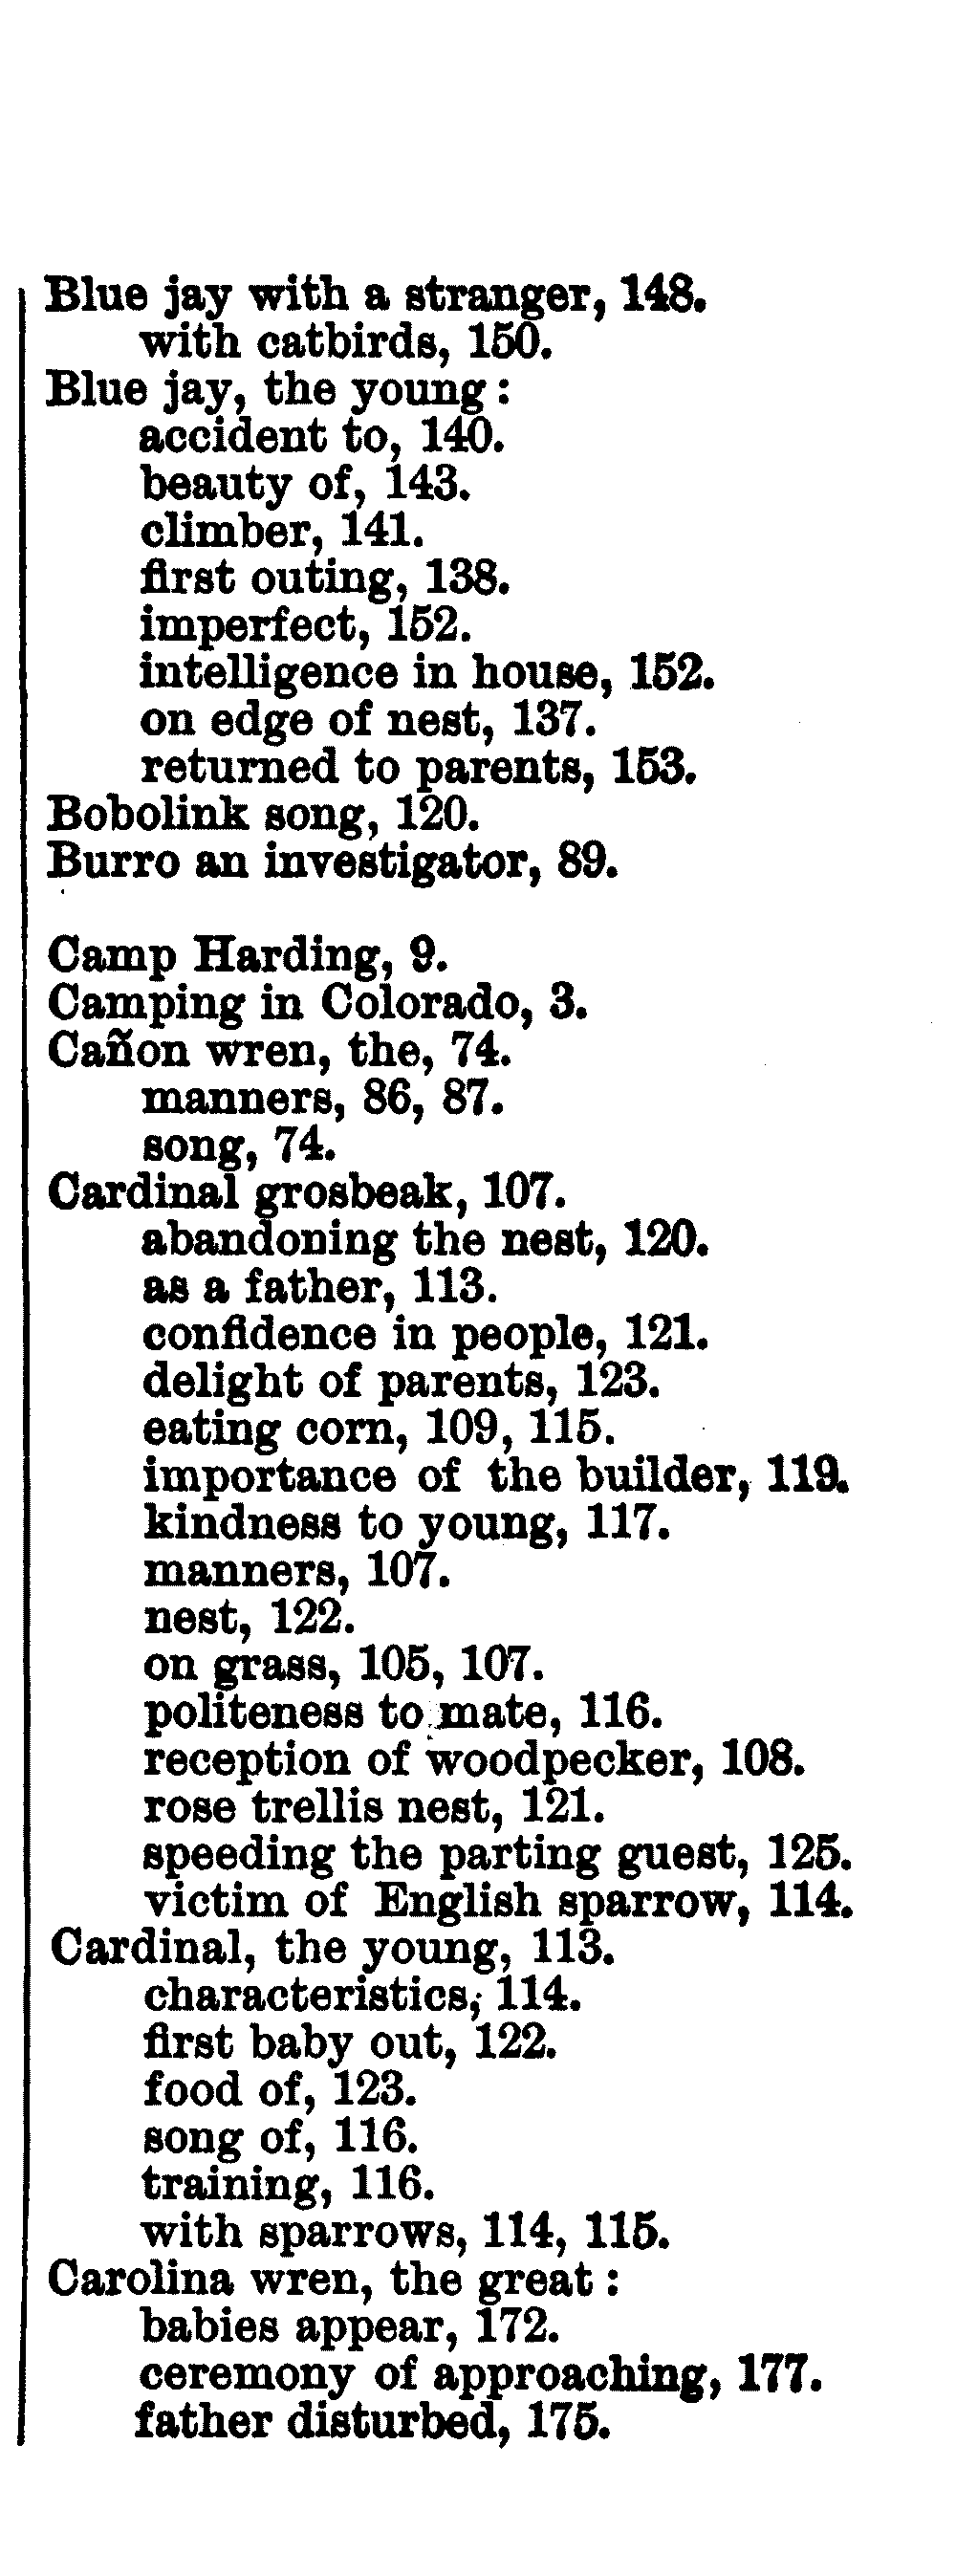 Blue jay with a stranger, 148.
with catbirds, 150.
Blue jay, the young:
accident to, 140.
beauty of, 143.
climber, 141.
first outing, 138.
imperfect, 152.
intelligence in house, 152.
on edge of nest, 137.
returned to parents, 153.
Bobolink song, 120.
Burro an investigator, 89.
Camp Harding, 9.
Camping in Colorado, 3.
Cañon wren, the, 74.
manners, 86, 87.
song, 74.
Cardinal grosbeak, 107.
abandoning the nest, 120.
as a father, 113.
confidence in people, 121.
delight of parents, 123.
eating corn, 109, 115.
importance of the builder, 119.
kindness to young, 117.
manners, 107.
nest, 122.
on grass, 105, 107.
politeness to mate, 116.
reception of woodpecker, 108.
rose trellis nest, 121.
speeding the parting guest, 125.
victim of English sparrow, 114.
Cardinal, the young, 113.
characteristics, 114.
first baby out, 122.
food of, 123.
song of, 116.
training, 116.
with sparrows, 114, 115.
Carolina wren, the great:
babies appear, 172.
ceremony of approaching, 177.
father disturbed, 175.